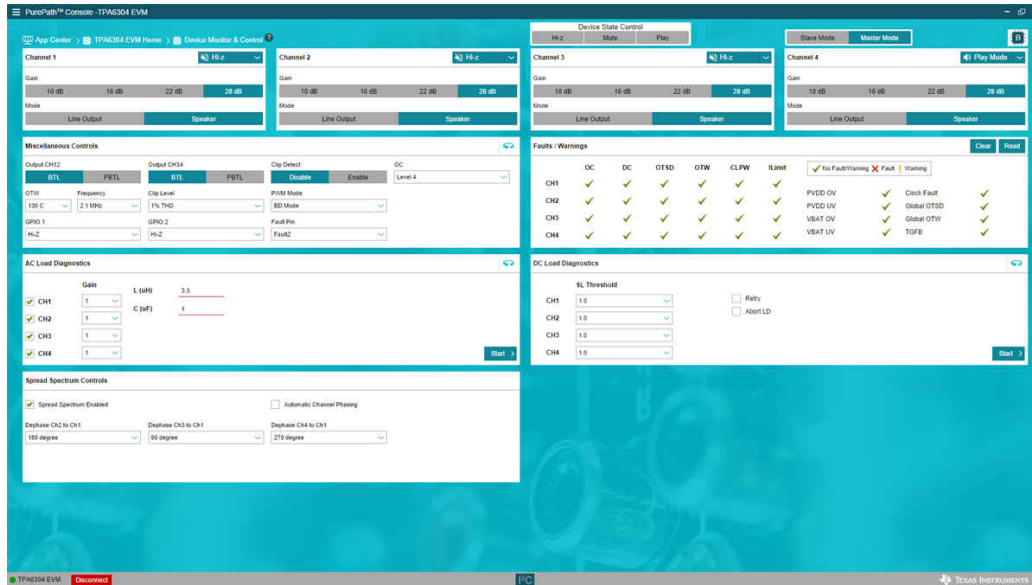 PurePath™ Console -TPA6304 EVM
Device State Control
Hi-z Mute Play
Slave Mode Master Mode
App Center > TPA6304 EVM Home > Device Monitor & Control ?
Channel 1 Hi-z
Gain
10 dB 16 dB 22 dB 28 dB
Mode
Line Output Speaker
Channel 2 Hi-z
Gain
10 dB 16 dB 22 dB 28 dB
Mode
Line Output Speaker
Channel 3 Hi-z
Gain
10 dB 16 dB 22 dB 28 dB
Mode
Line Output Speaker
Channel 4 Play Mode
Gain
10 dB 16 dB 22 dB 28 dB
Mode
Line Output Speaker
Miscellaneous Controls
Output CH12 Output CH34 Clip Detect OC
BTL PBTL BTL PBTL Disable Enable Level 4
OTW Frequency Clip Level PWM Mode
130 C 2.1 MHz 1% THD BD Mode
GPIO 1 GPIO 2 Fault Pin
Hi-Z Hi-Z FaultZ
Faults / Warnings Clear Read
OC DC OTSD OTW CLPW ILimit
No Fault/Warning Fault Warning
CH1
CH2
CH3
CH4
PVDD OV Clock Fault
PVDD UV Global OTSD
VBAT OV Global OTW
VBAT UV TGFB
AC Load Diagnostics
Gain
CH1 1 L (uH) 3.3
CH2 1 C (uF) 1
CH3 1
CH4 1
Start >
DC Load Diagnostics
SL Threshold
CH1 1.0 Retry
CH2 1.0 Abort LD
CH3 1.0
CH4 1.0
Start >
Spread Spectrum Controls
Spread Spectrum Enabled Automatic Channel Phasing
Dephase Ch2 to Ch1 Dephase Ch3 to Ch1 Dephase Ch4 to Ch1
180 degree 90 degree 270 degree
TPA6304 EVM Disconnect I²C TEXAS INSTRUMENTS